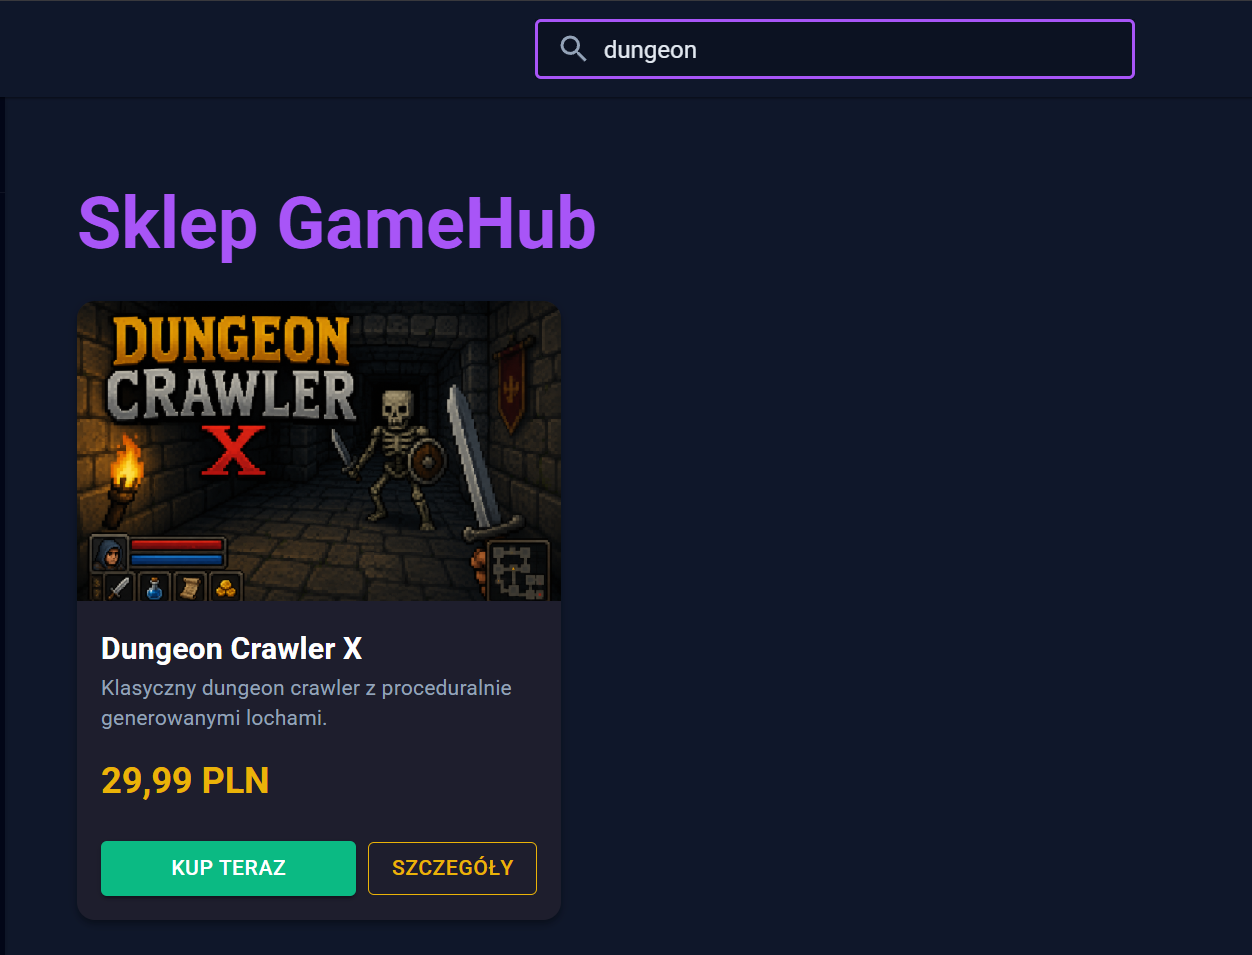 dungeon
Sklep GameHub
DUNGEON
CRAWLER
X
Dungeon Crawler X
Klasyczny dungeon crawler z proceduralnie
generowanymi lochami.
29,99 PLN
KUP TERAZ
SZCZEGÓŁY